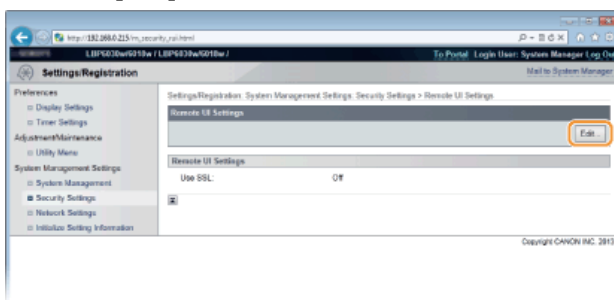 http://192.168.0.215/m_security_rui.html
LBP6030w/6018w / LBP6030w/6018w /
To Portal Login User: System Manager Log Out
Settings/Registration
Mail to System Manager
Preferences
Display Settings
Timer Settings
Adjustment/Maintenance
Utility Menu
System Management Settings
System Management
Security Settings
Network Settings
Initialize Setting Information
Settings/Registration: System Management Settings: Security Settings > Remote UI Settings
Remote UI Settings
Edit...
Remote UI Settings
Use SSL: Off
Copyright CANON INC. 2013